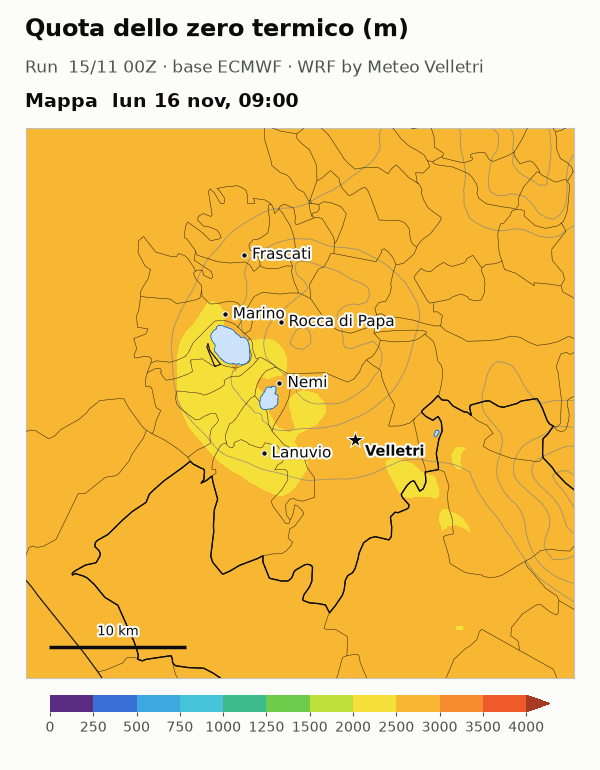 Quota dello zero termico (m)
Run 15/11 00Z · base ECMWF · WRF by Meteo Velletri
Mappa lun 16 nov, 09:00
Frascati
Marino
Rocca di Papa
Nemi
Velletri
Lanuvio
10 km
0 250 500 750 1000 1250 1500 2000 2500 3000 3500 4000